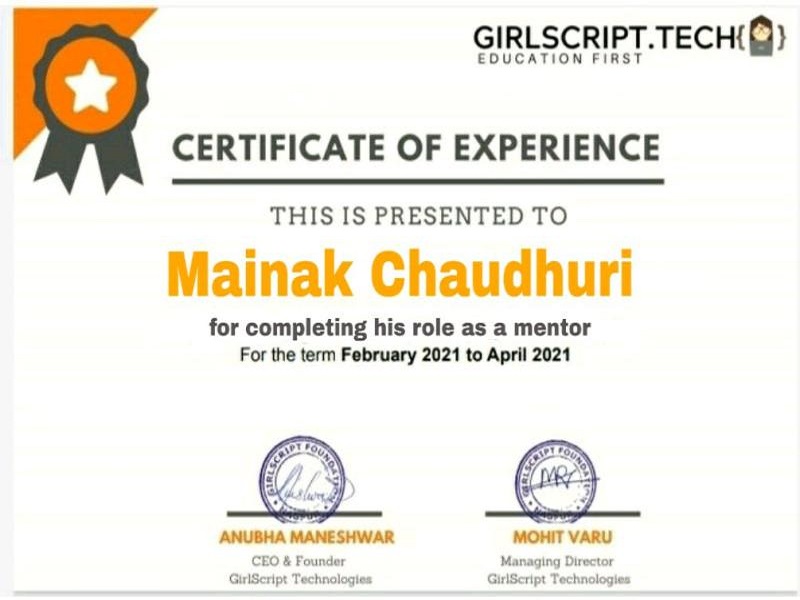 GIRLSCRIPT.TECH{ }
EDUCATION FIRST
CERTIFICATE OF EXPERIENCE
THIS IS PRESENTED TO
Mainak Chaudhuri
for completing his role as a mentor
For the term February 2021 to April 2021
GIRLSCRIPT FOUNDATION
GIRLSCRIPT FOUNDATION
ANUBHA MANESHWAR
MOHIT VARU
CEO & Founder
Managing Director
GirlScript Technologies
GirlScript Technologies